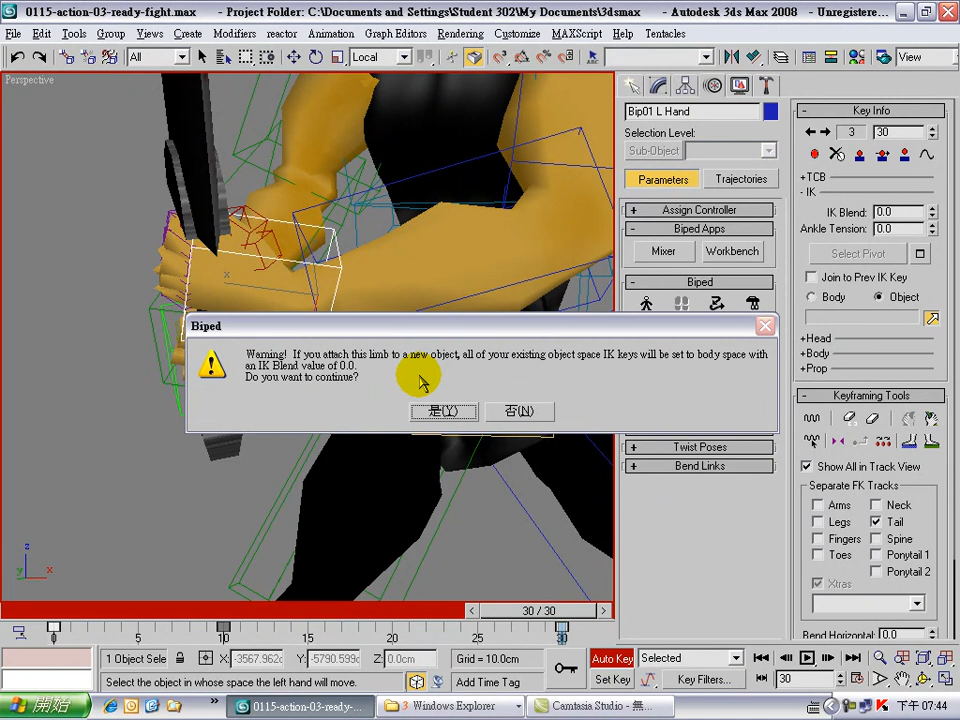 0115-action-03-ready-fight.max - Project Folder: C:\Documents and Settings\Student 302\My Documents\3dsmax - Autodesk 3ds Max 2008 - Unregistere...
File Edit Tools Group Views Create Modifiers reactor Animation Graph Editors Rendering Customize MAXScript Help Tentacles
All Local View
Perspective
Bip01 L Hand
Selection Level:
Sub-Object
Parameters Trajectories
+ Assign Controller
- Biped Apps
Mixer Workbench
- Biped
+ Twist Poses
+ Bend Links
- Key Info
3 30
+TCB
- IK
IK Blend: 0.0
Ankle Tension: 0.0
Select Pivot
Join to Prev IK Key
Body Object
+Head
+Body
+Prop
- Keyframing Tools
Show All in Track View
Separate FK Tracks
Arms Neck
Legs Tail
Fingers Spine
Toes Ponytail 1
Ponytail 2
Xtras
Bend Horizontal: 0.0
Biped
Warning! If you attach this limb to a new object, all of your existing object space IK keys will be set to body space with
an IK Blend value of 0.0.
Do you want to continue?
是(Y) 否(N)
x
z
y x
< 30 / 30 >
0 5 10 15 20 25 30
1 Object Sele X: -3567.962c Y: -5790.599c Z: 0.0cm Grid = 10.0cm Auto Key Selected
Select the object in whose space the left hand will move. Add Time Tag Set Key Key Filters... 30
開始 0115-action-03-ready-... 3 Windows Explorer Camtasia Studio - 無... 下午 07:44